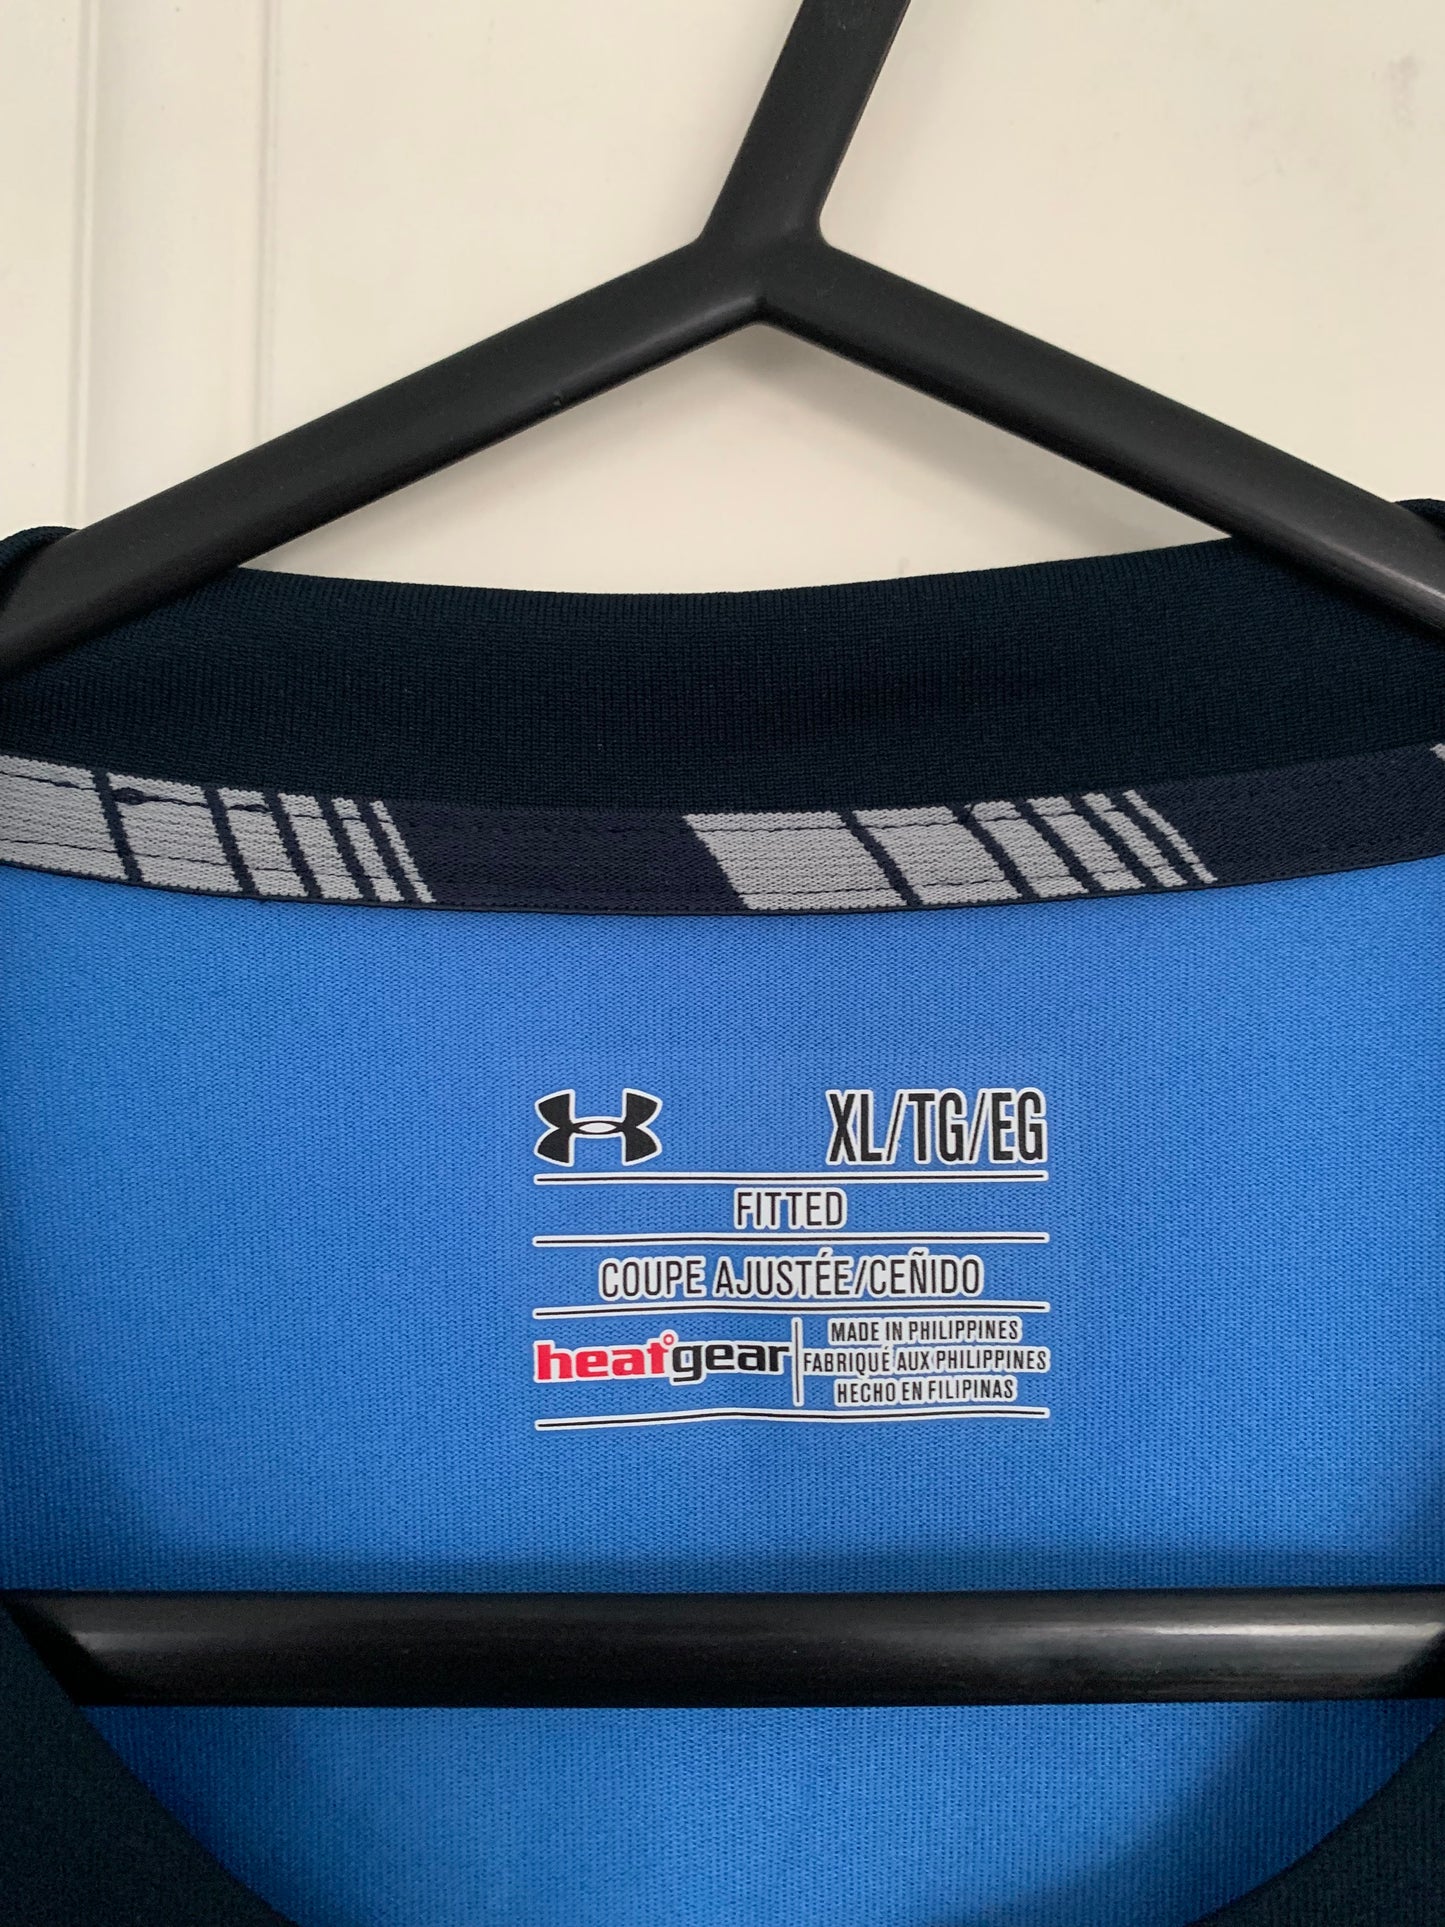 XL/TG/EG
FITTED
COUPE AJUSTÉE/CEÑIDO
heatgear
MADE IN PHILIPPINES
FABRIQUÉ AUX PHILIPPINES
HECHO EN FILIPINAS